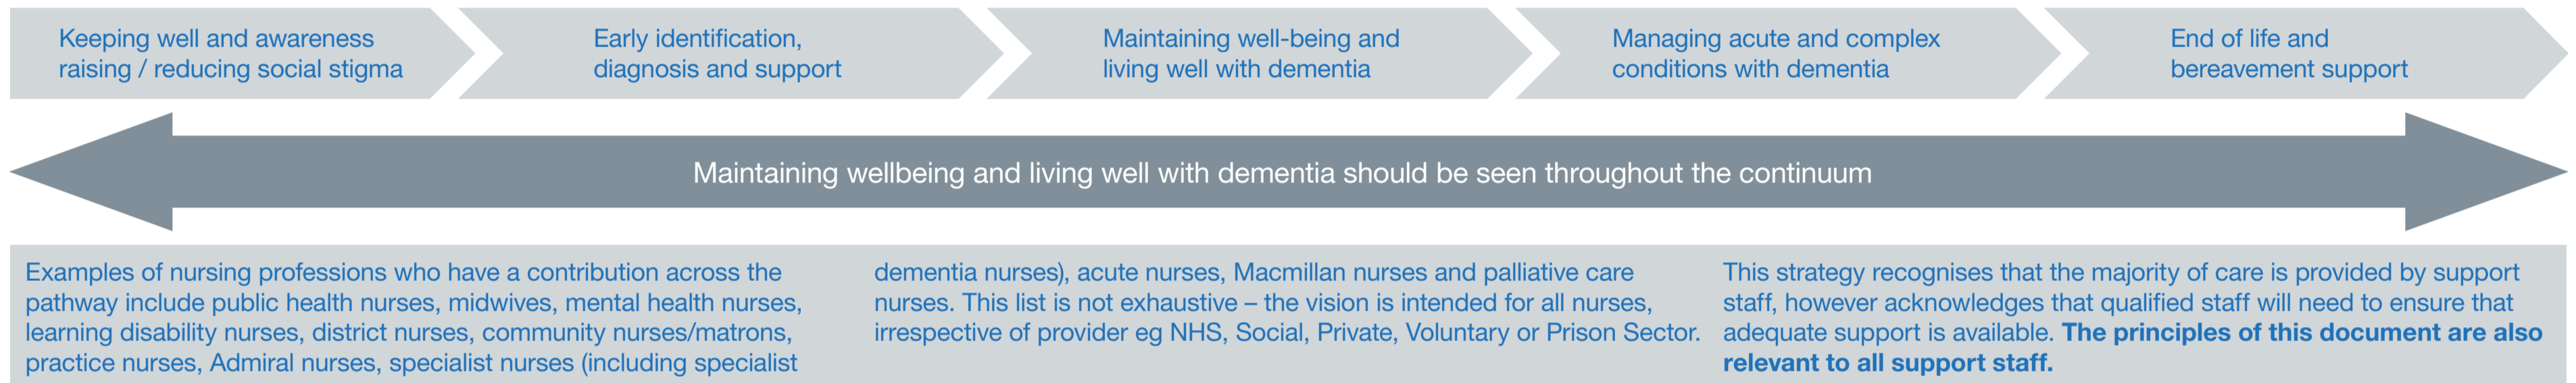 Keeping well and awareness
raising / reducing social stigma
Early identification,
diagnosis and support
Maintaining well-being and
living well with dementia
Managing acute and complex
conditions with dementia
End of life and
bereavement support
Maintaining wellbeing and living well with dementia should be seen throughout the continuum
Examples of nursing professions who have a contribution across the
pathway include public health nurses, midwives, mental health nurses,
learning disability nurses, district nurses, community nurses/matrons,
practice nurses, Admiral nurses, specialist nurses (including specialist
dementia nurses), acute nurses, Macmillan nurses and palliative care
nurses. This list is not exhaustive – the vision is intended for all nurses,
irrespective of provider eg NHS, Social, Private, Voluntary or Prison Sector.
This strategy recognises that the majority of care is provided by support
staff, however acknowledges that qualified staff will need to ensure that
adequate support is available. The principles of this document are also
relevant to all support staff.